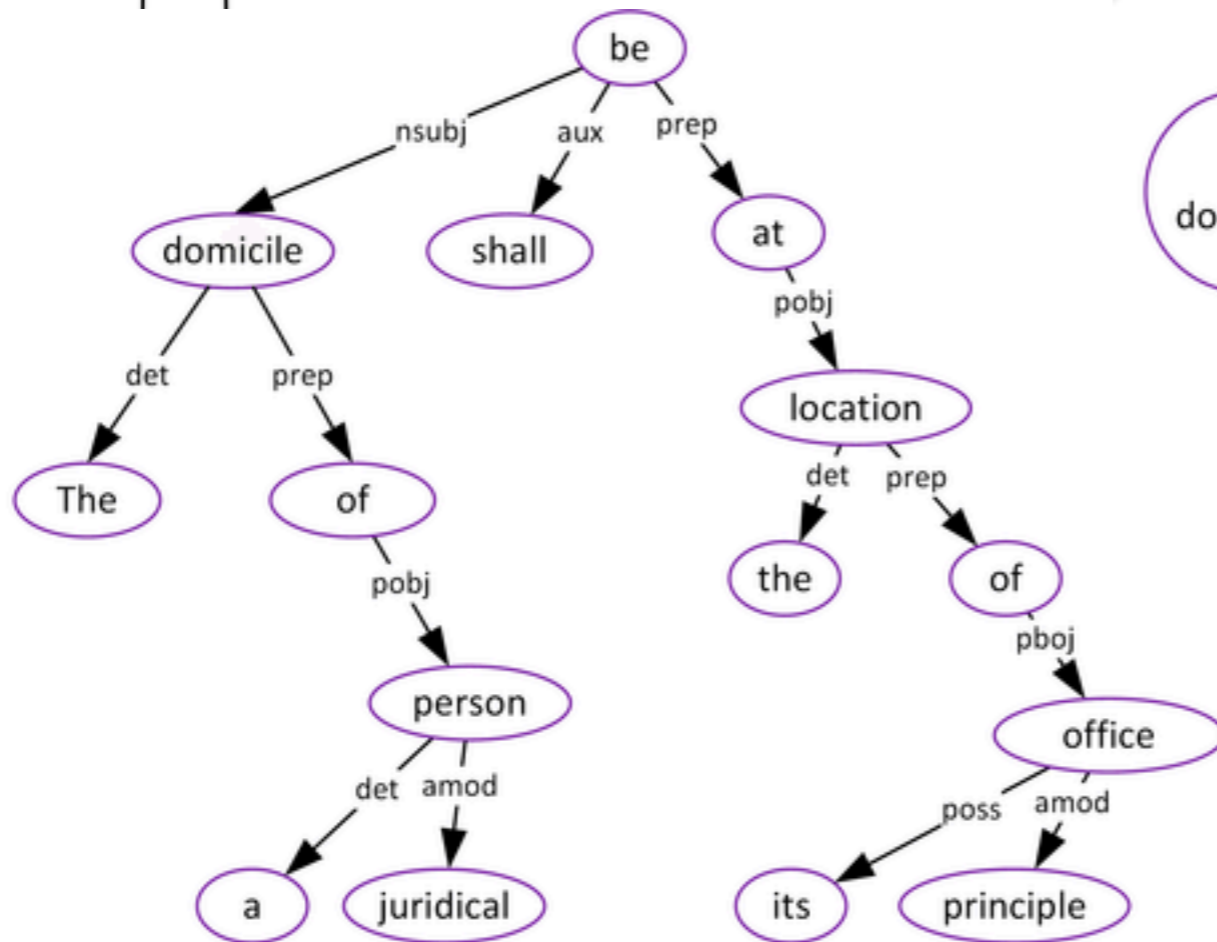 be
nsubj
aux
prep
domicile
shall
at
pobj
det
prep
location
The
of
det
prep
the
of
pobj
pboj
person
office
det
amod
poss
amod
a
juridical
its
principle
do